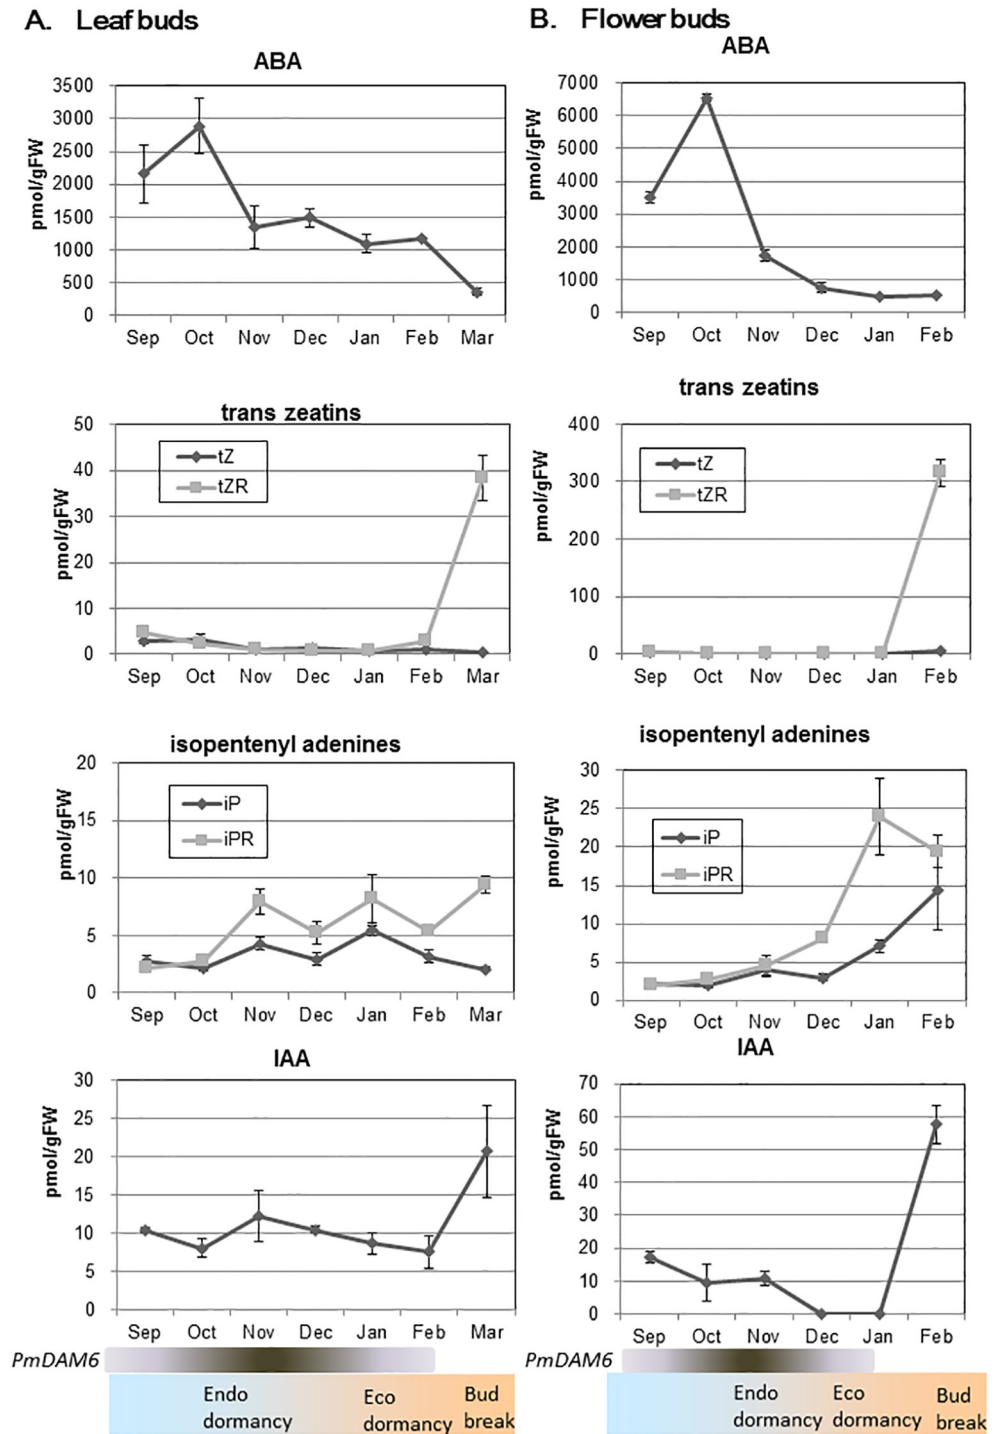 A. Leaf buds
ABA
pmol/gFW
3500
3000
2500
2000
1500
1000
500
0
Sep Oct Nov Dec Jan Feb Mar
trans zeatins
pmol/gFW
50
40
30
20
10
0
tZ
tZR
Sep Oct Nov Dec Jan Feb Mar
isopentenyl adenines
pmol/gFW
20
15
10
5
0
iP
iPR
Sep Oct Nov Dec Jan Feb Mar
IAA
pmol/gFW
30
25
20
15
10
5
0
Sep Oct Nov Dec Jan Feb Mar
PmDAM6
Endo
dormancy
Eco
dormancy
Bud
break
B. Flower buds
ABA
pmol/gFW
7000
6000
5000
4000
3000
2000
1000
0
Sep Oct Nov Dec Jan Feb
trans zeatins
pmol/gFW
400
300
200
100
0
tZ
tZR
Sep Oct Nov Dec Jan Feb
isopentenyl adenines
pmol/gFW
30
25
20
15
10
5
0
iP
iPR
Sep Oct Nov Dec Jan Feb
IAA
pmol/gFW
70
60
50
40
30
20
10
0
Sep Oct Nov Dec Jan Feb
PmDAM6
Endo
dormancy
Eco
dormancy
Bud
break